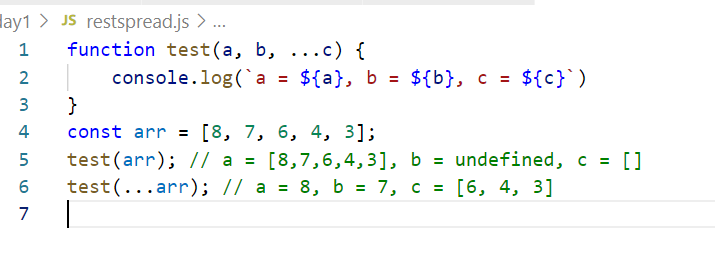 day1 > JS restspread.js > ...
1 function test(a, b, ...c) {
2     console.log(`a = ${a}, b = ${b}, c = ${c}`)
3 }
4 const arr = [8, 7, 6, 4, 3];
5 test(arr); // a = [8,7,6,4,3], b = undefined, c = []
6 test(...arr); // a = 8, b = 7, c = [6, 4, 3]
7